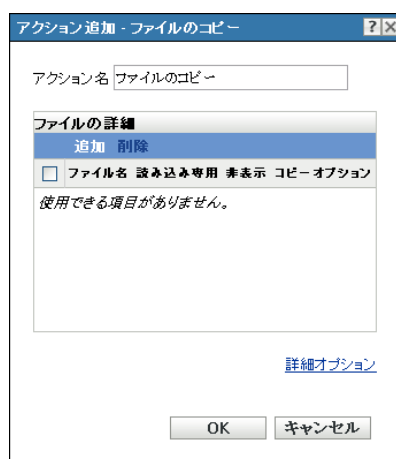 アクション追加 - ファイルのコピー
アクション名 ファイルのコピー
ファイルの詳細
追加 削除
ファイル名 読み込み専用 非表示 コピーオプション
使用できる項目がありません。
詳細オプション
OK キャンセル